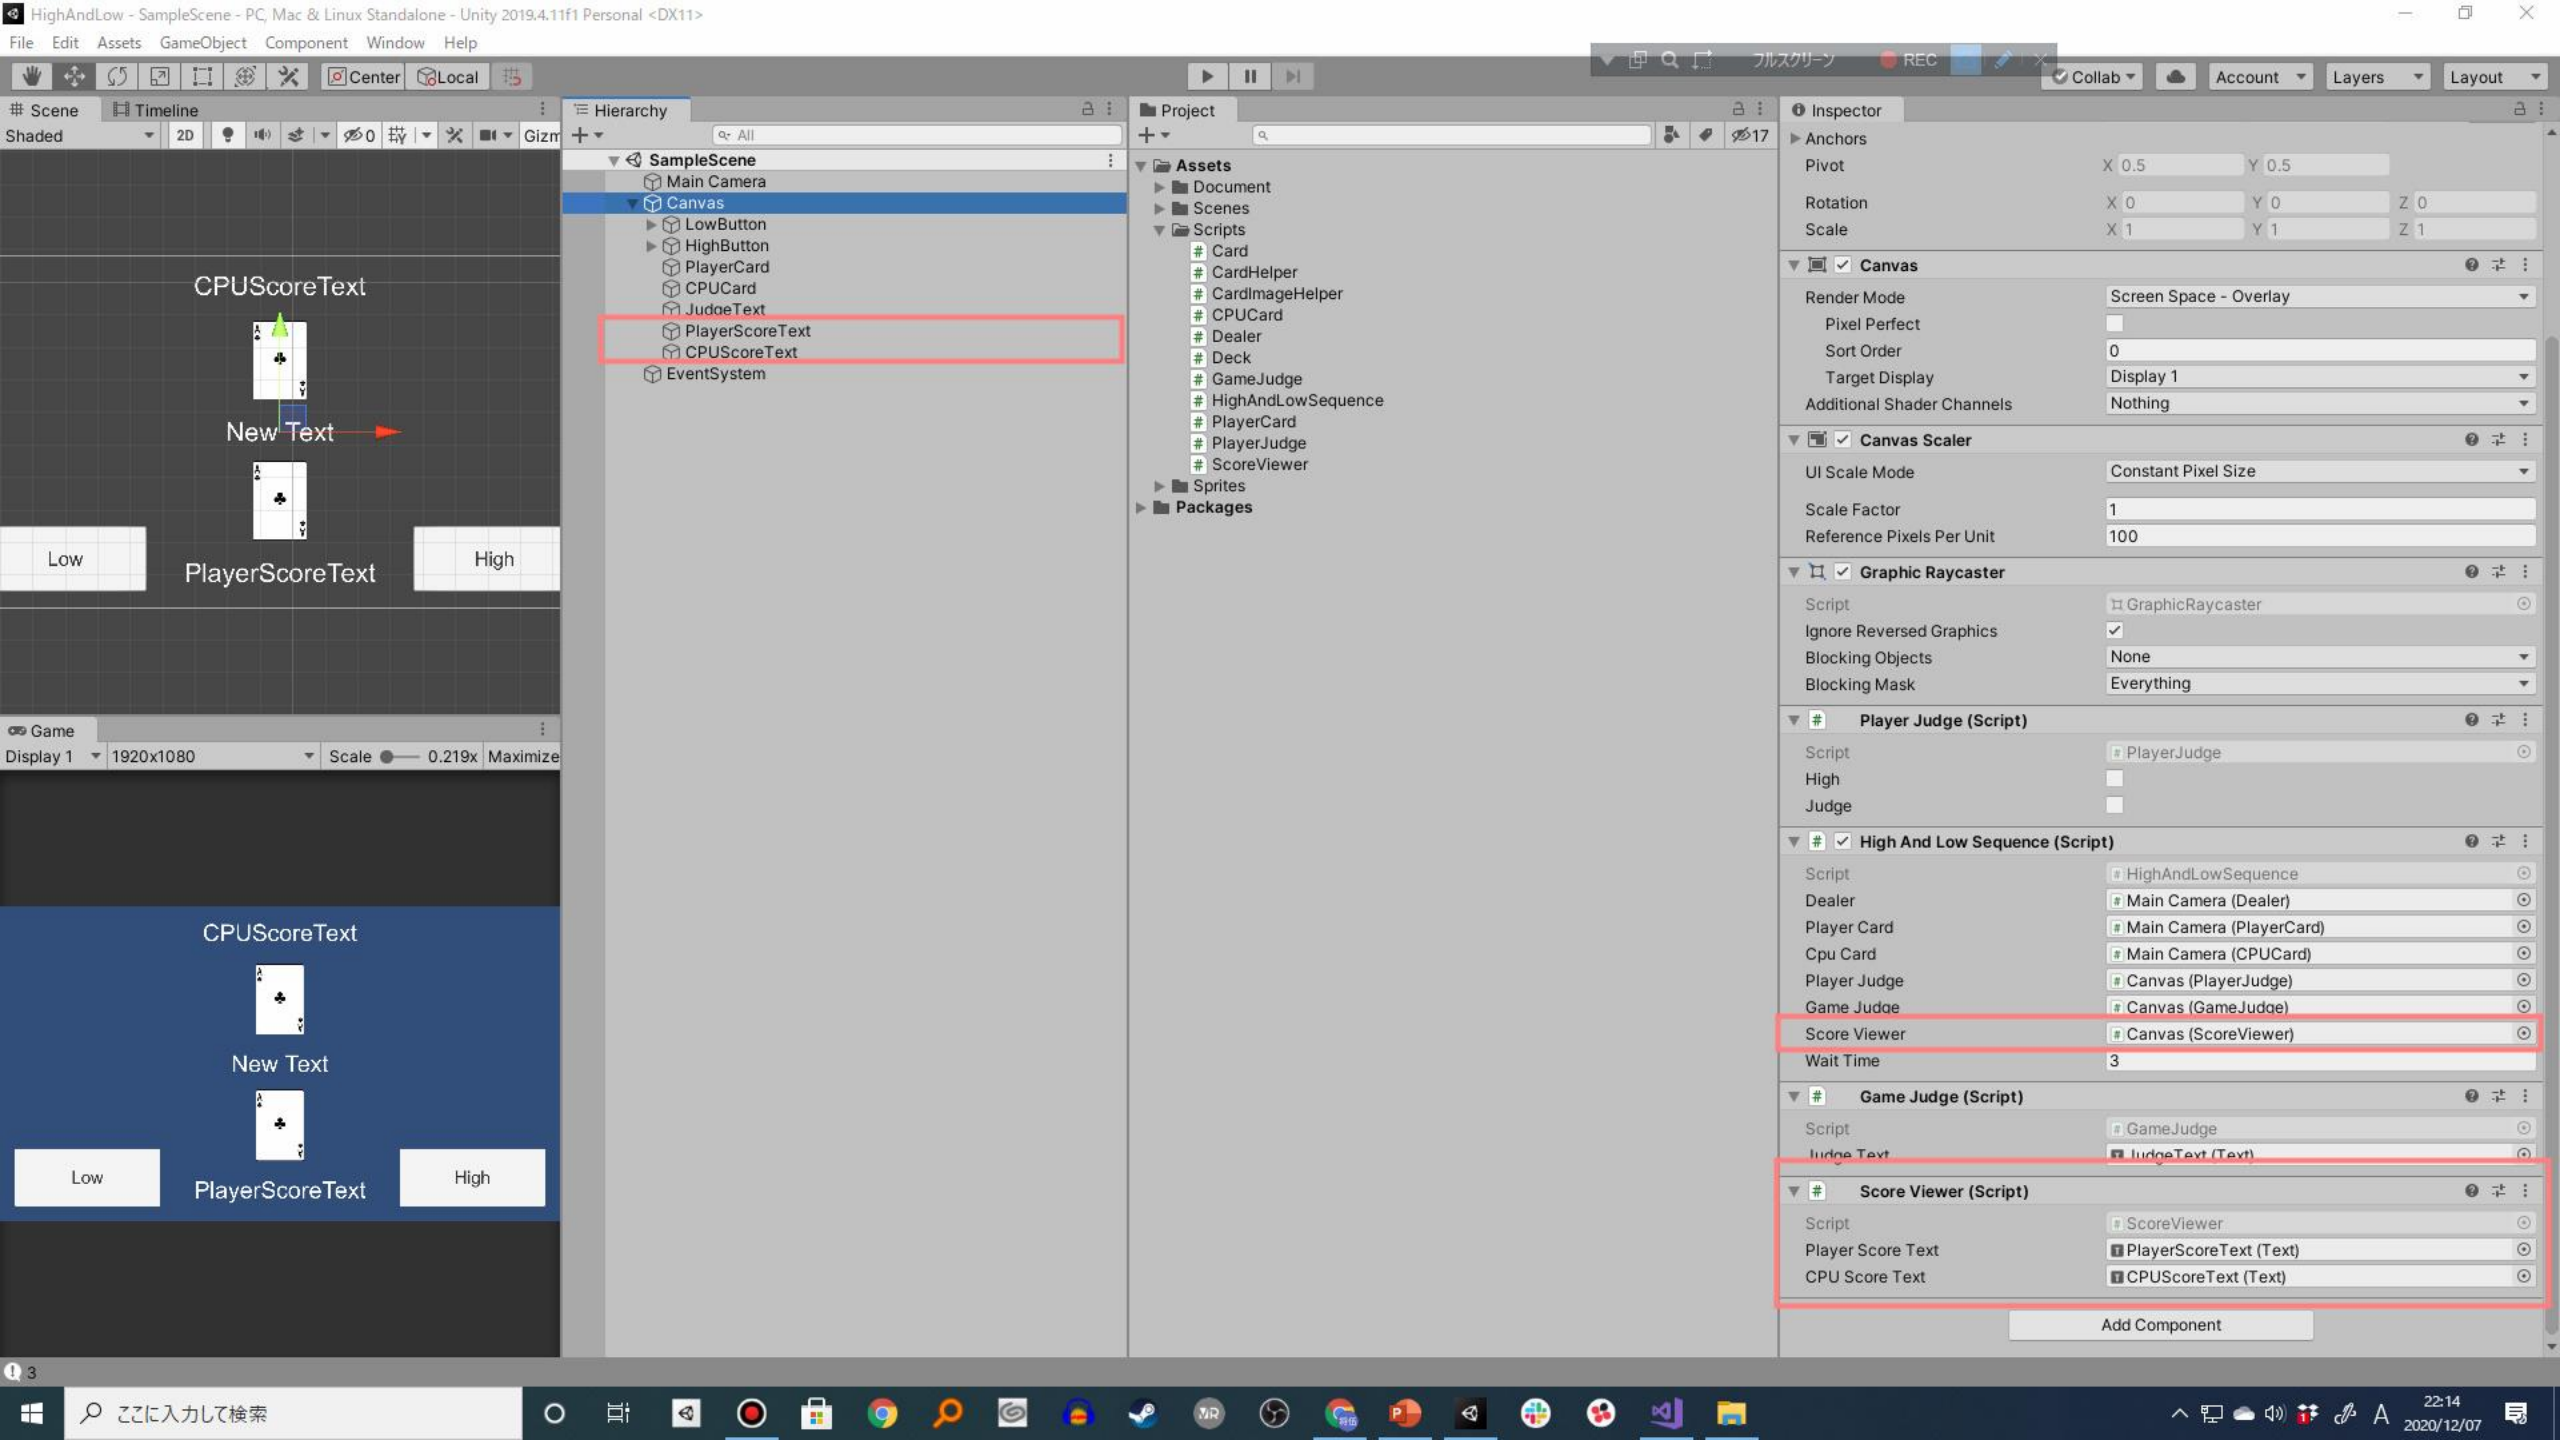 HighAndLow - SampleScene - PC, Mac & Linux Standalone - Unity 2019.4.11f1 Personal <DX11>
File Edit Assets GameObject Component Window Help
フルスクリーン REC
Center Local Collab Account Layers Layout
Scene Timeline
Shaded 2D 0 Gizm
CPUScoreText
New Text
Low High
PlayerScoreText
Game
Display 1 1920x1080 Scale 0.219x Maximize
CPUScoreText
New Text
Low High
PlayerScoreText
Hierarchy
All
SampleScene
Main Camera
Canvas
LowButton
HighButton
PlayerCard
CPUCard
JudgeText
PlayerScoreText
CPUScoreText
EventSystem
Project
17
Assets
Document
Scenes
Scripts
Card
CardHelper
CardImageHelper
CPUCard
Dealer
Deck
GameJudge
HighAndLowSequence
PlayerCard
PlayerJudge
ScoreViewer
Sprites
Packages
Inspector
Anchors
Pivot X 0.5 Y 0.5
Rotation X 0 Y 0 Z 0
Scale X 1 Y 1 Z 1
Canvas
Render Mode Screen Space - Overlay
Pixel Perfect
Sort Order 0
Target Display Display 1
Additional Shader Channels Nothing
Canvas Scaler
UI Scale Mode Constant Pixel Size
Scale Factor 1
Reference Pixels Per Unit 100
Graphic Raycaster
Script GraphicRaycaster
Ignore Reversed Graphics
Blocking Objects None
Blocking Mask Everything
Player Judge (Script)
Script PlayerJudge
High
Judge
High And Low Sequence (Script)
Script HighAndLowSequence
Dealer Main Camera (Dealer)
Player Card Main Camera (PlayerCard)
Cpu Card Main Camera (CPUCard)
Player Judge Canvas (PlayerJudge)
Game Judge Canvas (GameJudge)
Score Viewer Canvas (ScoreViewer)
Wait Time 3
Game Judge (Script)
Script GameJudge
Judge Text JudgeText (Text)
Score Viewer (Script)
Script ScoreViewer
Player Score Text PlayerScoreText (Text)
CPU Score Text CPUScoreText (Text)
Add Component
3
ここに入力して検索
A
22:14
2020/12/07